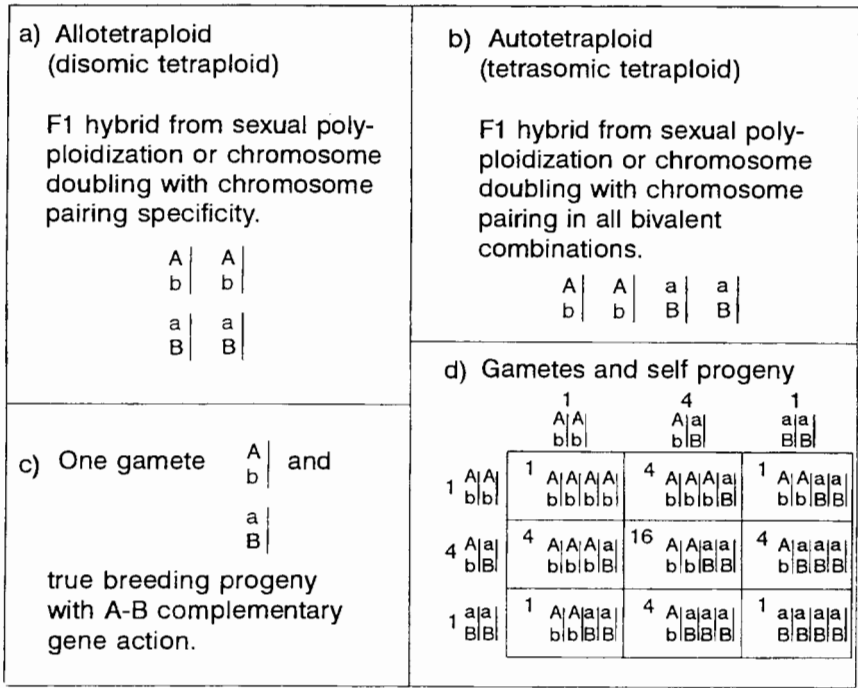 a) Allotetraploid
(disomic tetraploid)
F1 hybrid from sexual poly-
ploidization or chromosome
doubling with chromosome
pairing specificity.
A| A|
b| b|
a| a|
B| B|
b) Autotetraploid
(tetrasomic tetraploid)
F1 hybrid from sexual poly-
ploidization or chromosome
doubling with chromosome
pairing in all bivalent
combinations.
A| A| a| a|
b| b| B| B|
c) One gamete A| and
b|
a|
B|
true breeding progeny
with A-B complementary
gene action.
d) Gametes and self progeny
1 4 1
A|A| A|a| a|a|
b|b| b|B| B|B|
1 A|A| 1 A|A|A|A| 4 A|A|A|a| 1 A|A|a|a|
b|b| b|b|b|b| b|b|b|B| b|b|B|B|
4 A|a| 4 A|A|A|a| 16 A|A|a|a| 4 A|a|a|a|
b|B| b|b|b|B| b|b|B|B| b|B|B|B|
1 a|a| 1 A|A|a|a| 4 A|a|a|a| 1 a|a|a|a|
B|B| b|b|B|B| b|B|B|B| B|B|B|B|